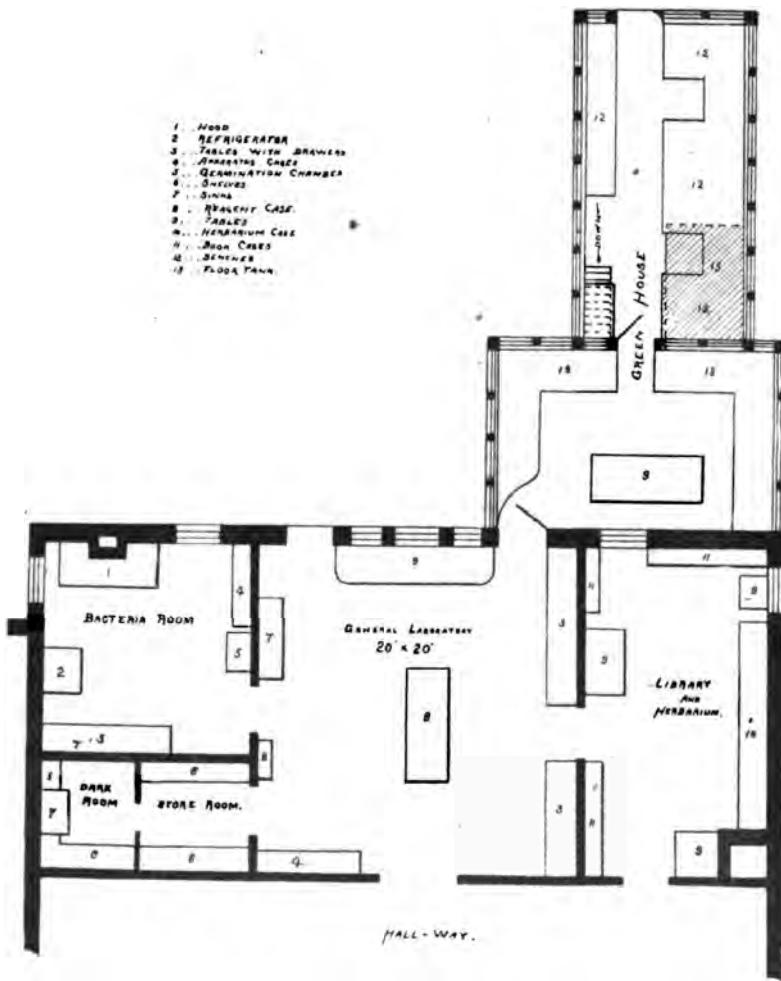 1 ... HOOD
2 REFRIGERATOR
3 ... TABLES WITH DRAWERS
4 ... APPARATUS CASES
5 ... GERMINATION CHAMBER
6 ... SHELVES
7 ... SINKS
8 ... REAGENT CASE.
9 ... TABLES
10 ... HERBARIUM CASE
11 ... BOOK CASES
12 ... BENCHES
13 ... FLOOR TANK.
12
12
12
DOWN
13
12
GREEN HOUSE
12
9
1
4
11
BACTERIA ROOM
7
9
GENERAL LABORATORY
20' x 20'
3
11
9
5
2
9
LIBRARY
AND
HERBARIUM.
8
10
7 3
DARK
ROOM
STORE ROOM.
7
6
3
9
6
4
HALL-WAY.